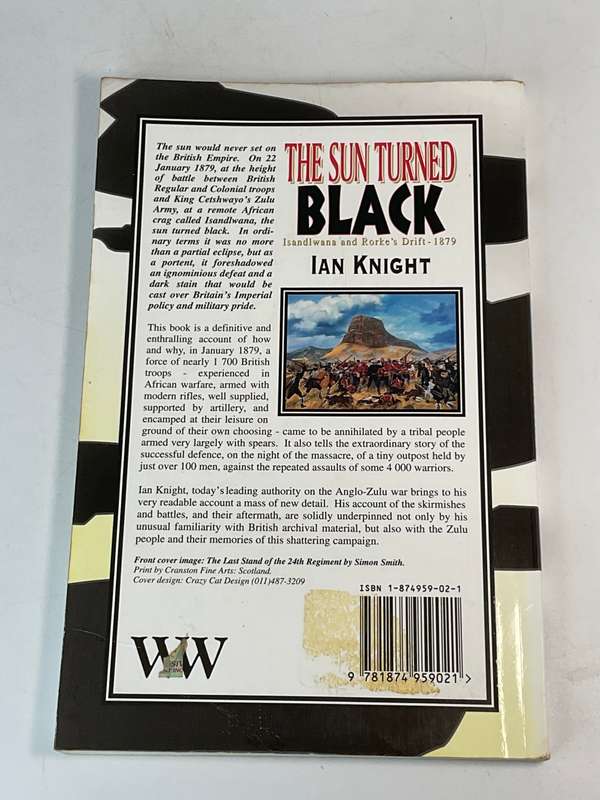 The sun would never set on
the British Empire. On 22
January 1879, at the height
of battle between British
Regular and Colonial troops
and King Cetshwayo's Zulu
Army, at a remote African
crag called Isandlwana, the
sun turned black. In ordi-
nary terms it was no more
than a partial eclipse, but as
a portent, it foreshadowed
an ignominious defeat and a
dark stain that would be
cast over Britain's Imperial
policy and military pride.
THE SUN TURNED
BLACK
Isandlwana and Rorke's Drift - 1879
IAN KNIGHT
This book is a definitive and
enthralling account of how
and why, in January 1879, a
force of nearly 1 700 British
troops - experienced in
African warfare, armed with
modern rifles, well supplied,
supported by artillery, and
encamped at their leisure on
ground of their own choosing - came to be annihilated by a tribal people
armed very largely with spears. It also tells the extraordinary story of the
successful defence, on the night of the massacre, of a tiny outpost held by
just over 100 men, against the repeated assaults of some 4 000 warriors.
Ian Knight, today's leading authority on the Anglo-Zulu war brings to his
very readable account a mass of new detail. His account of the skirmishes
and battles, and their aftermath, are solidly underpinned not only by his
unusual familiarity with British archival material, but also with the Zulu
people and their memories of this shattering campaign.
Front cover image: The Last Stand of the 24th Regiment by Simon Smith.
Print by Cranston Fine Arts: Scotland.
Cover design: Crazy Cat Design (011)487-3209
ISBN 1-874959-02-1
9 781874 959021 >
WW